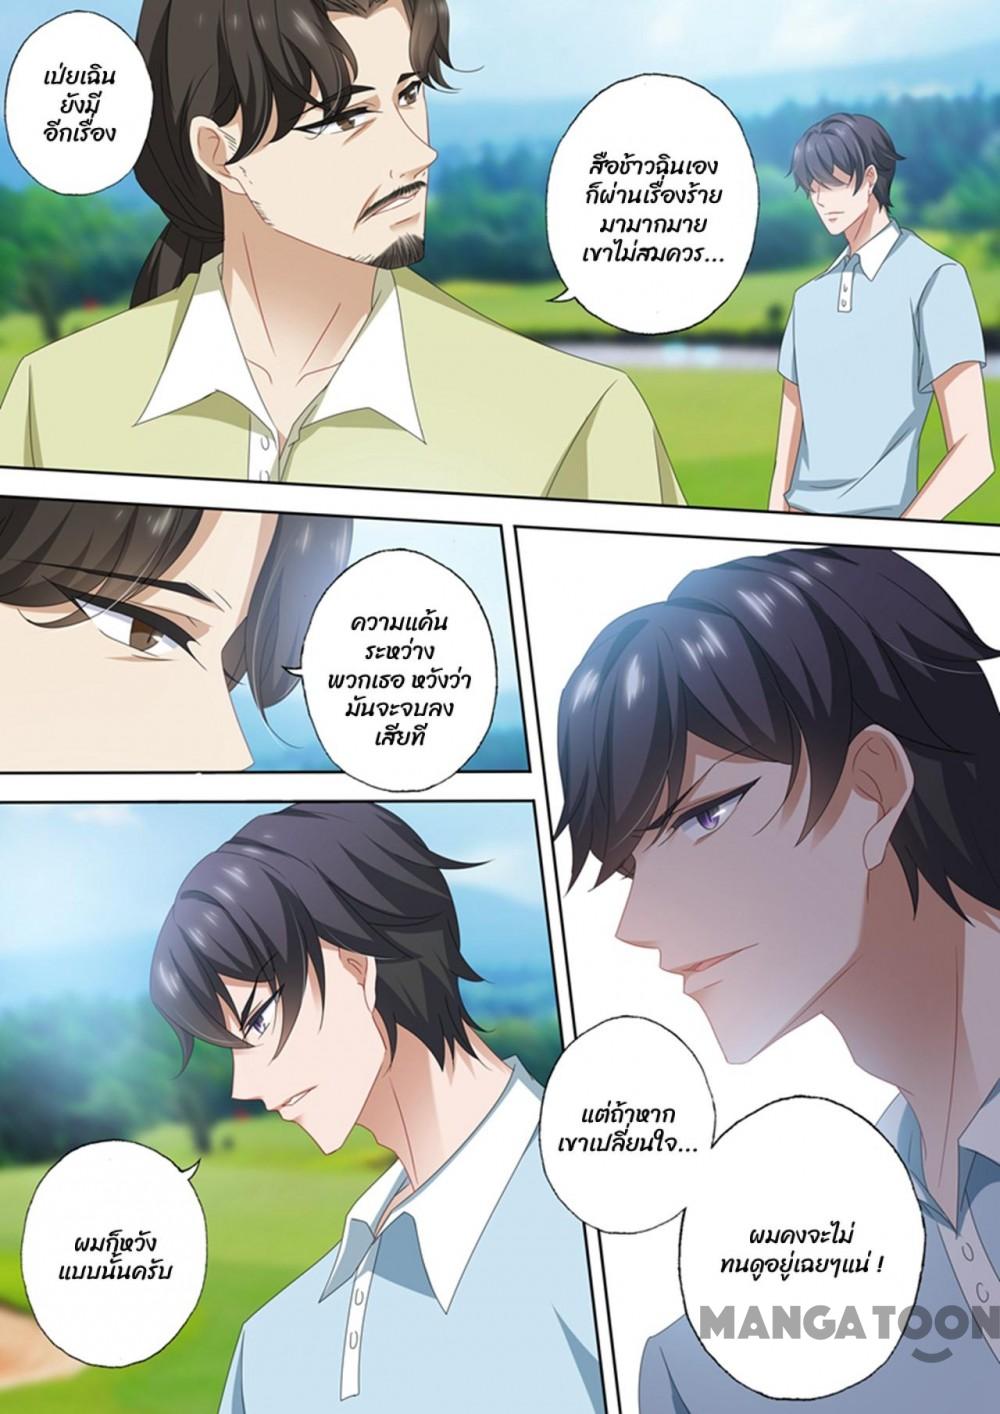 เป่ยเฉิน
ยังมี
อีกเรื่อง
สือช้าวฉินเอง
ก็ผ่านเรื่องร้าย
มามากมาย
เขาไม่สมควร...
ความแค้น
ระหว่าง
พวกเธอ หวังว่า
มันจะจบลง
เสียที
ผมก็หวัง
แบบนั้นครับ
แต่ถ้าหาก
เขาเปลี่ยนใจ...
ผมคงจะไม่
ทนดูอยู่เฉยๆแน่ !
MANGATOON